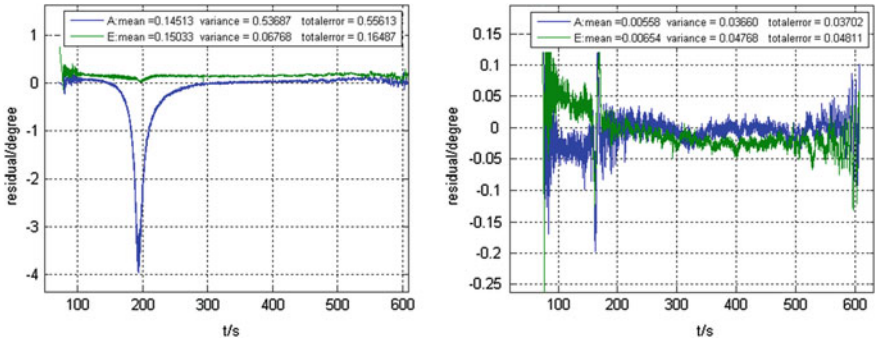 A:mean =0.14513 variance = 0.53687 totalerror = 0.55613
E:mean =0.15033 variance = 0.06768 totalerror = 0.16487
1
0
-1
-2
-3
-4
residual/degree
100 200 300 400 500 600
t/s
A:mean =0.00558 variance = 0.03660 totalerror = 0.03702
E:mean =0.00654 variance = 0.04768 totalerror = 0.04811
0.15
0.1
0.05
0
-0.05
-0.1
-0.15
-0.2
-0.25
residual/degree
100 200 300 400 500 600
t/s